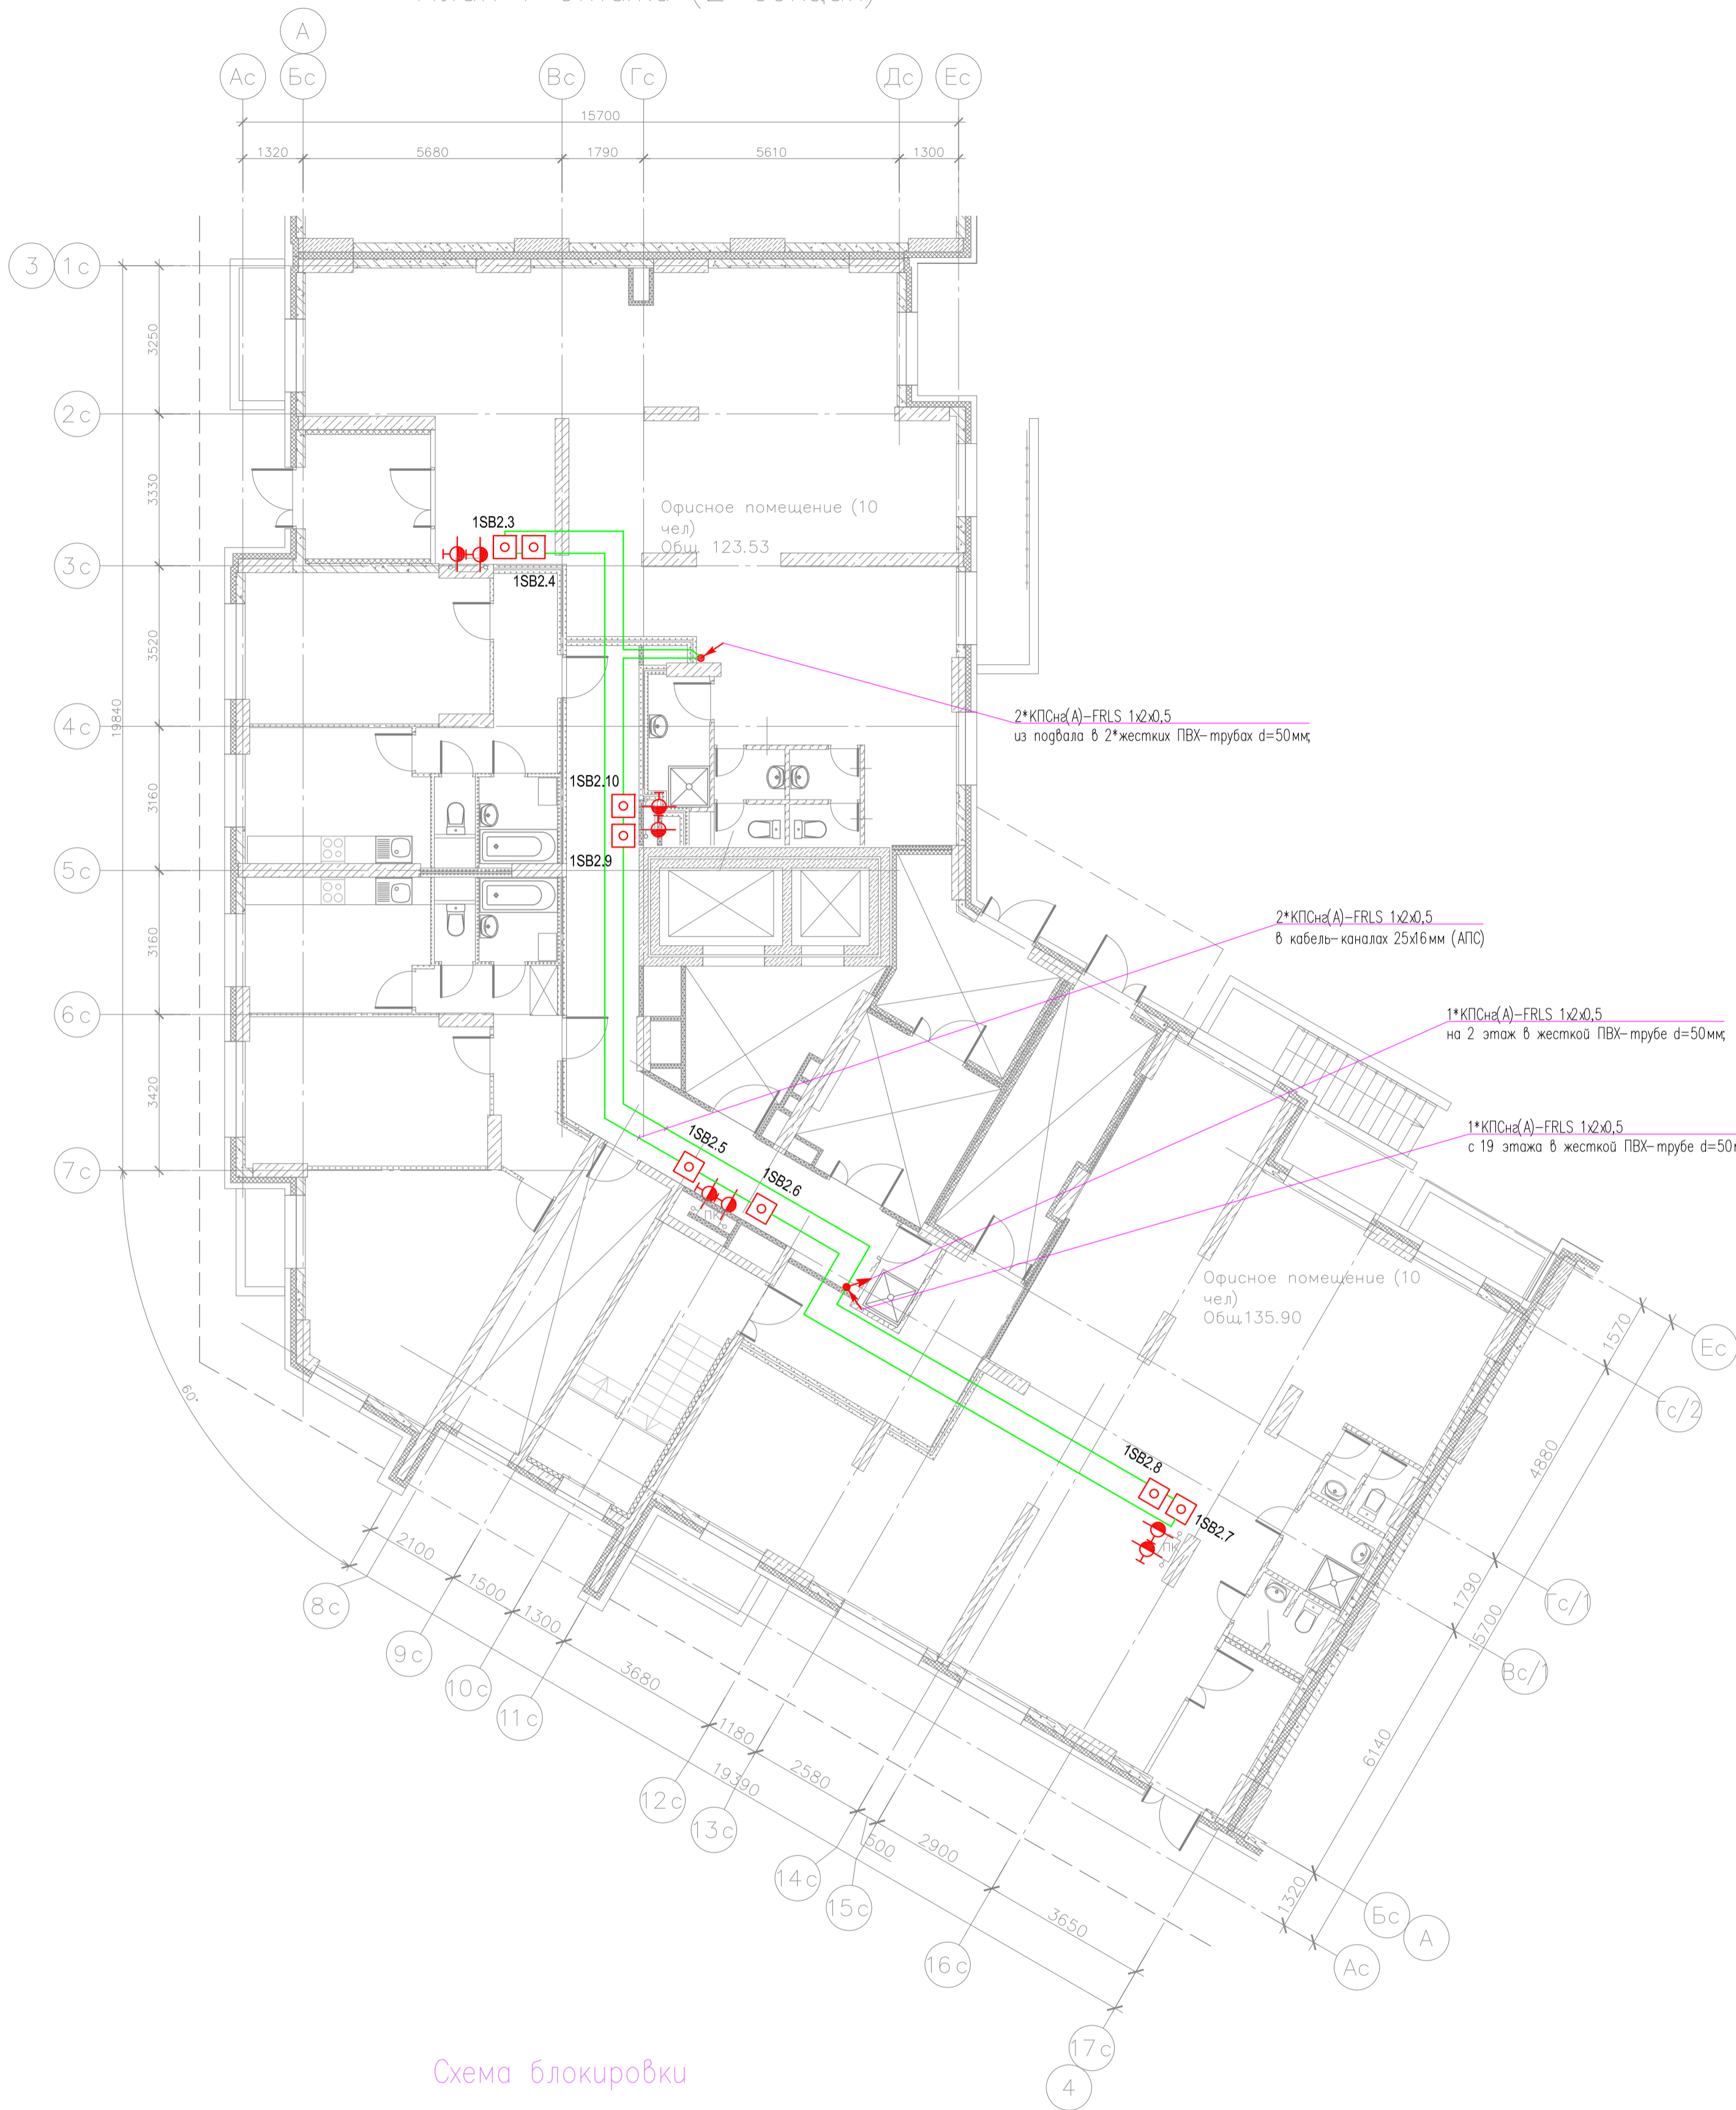 А
Ас
Бс
Вс
Гс
Дс
Ес
15700
1320
5680
1790
5610
1300
3
1с
3250
2с
3330
Офисное помещение (10
чел)
Общ. 123.53
1SB2.3
3с
1SB2.4
3520
19840
4с
2*КПСнг(А)-FRLS 1х2х0,5
из подвала в 2*жестких ПВХ-трубах d=50мм;
3160
1SB2.10
1SB2.9
5с
3160
2*КПСнг(А)-FRLS 1х2х0,5
в кабель-каналах 25х16мм (АПС)
6с
1*КПСнг(А)-FRLS 1х2х0,5
на 2 этаж в жесткой ПВХ-трубе d=50мм;
3420
1*КПСнг(А)-FRLS 1х2х0,5
с 19 этажа в жесткой ПВХ-трубе
7с
1SB2.5
1SB2.6
ПК
Офисное помещение (10
чел)
Общ.135.90
1570
Ес
60°
Гс/2
4880
1SB2.8
1SB2.7
ПК
2100
1500
1300
3680
1180
2580
19390
500
2900
3650
1790
15700
Гс/1
Вс/1
6140
1320
8с
9с
10с
11с
12с
13с
14с
15с
16с
17с
4
Бс
А
Ас
Схема блокировки